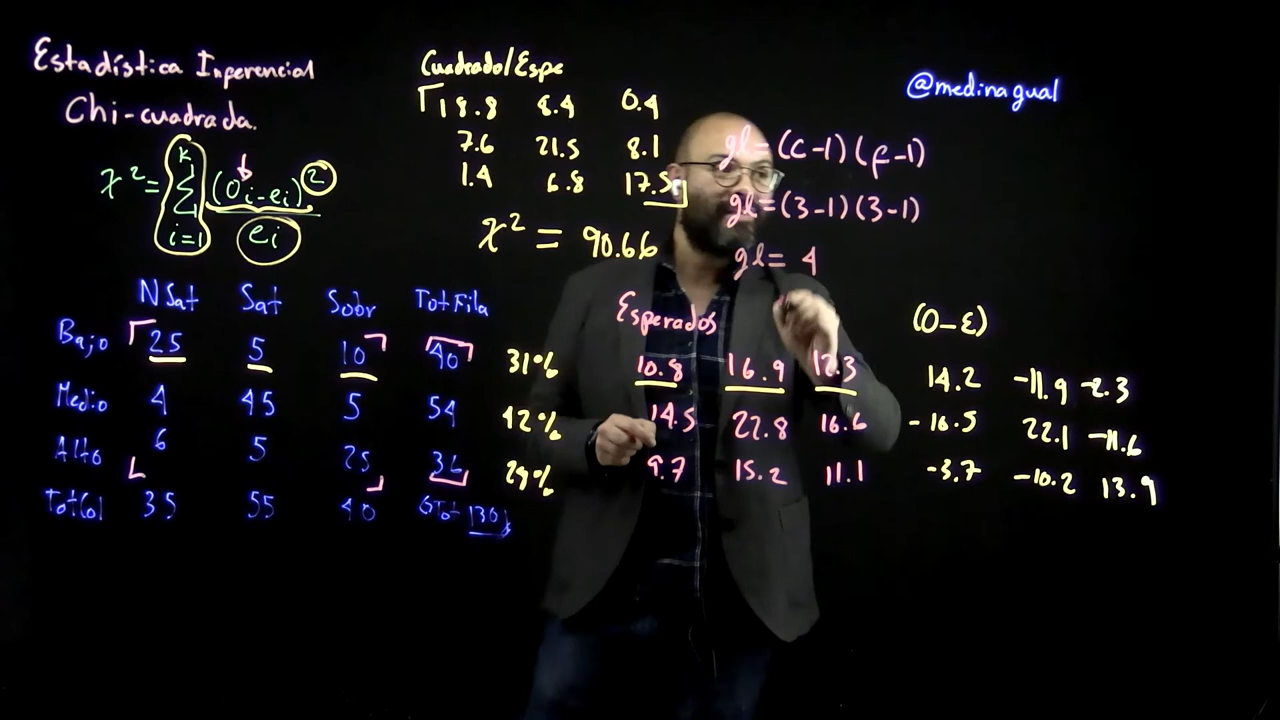 Estadística Inferencial
Chi-cuadrada.
χ² = Σ (Oi - ei)²
k
i=1
ei
Cuadrado/Espe
18.8 8.4 0.4
7.6 21.5 8.1
1.4 6.8 17.5
χ² = 90.66
@medinagual
gl = (c-1)(f-1)
gl = (3-1)(3-1)
gl = 4
NSat Sat Sobr TotFila
Bajo 25 5 10 40 31%
Medio 4 45 5 54 42%
Alto 6 5 25 36 28%
TotCol 35 55 40 GTot 130
Esperados
10.8 16.9 12.3
14.5 22.8 16.6
9.7 15.2 11.1
(O-E)
14.2 -11.9 -2.3
-10.5 22.1 -11.6
-3.7 -10.2 13.9